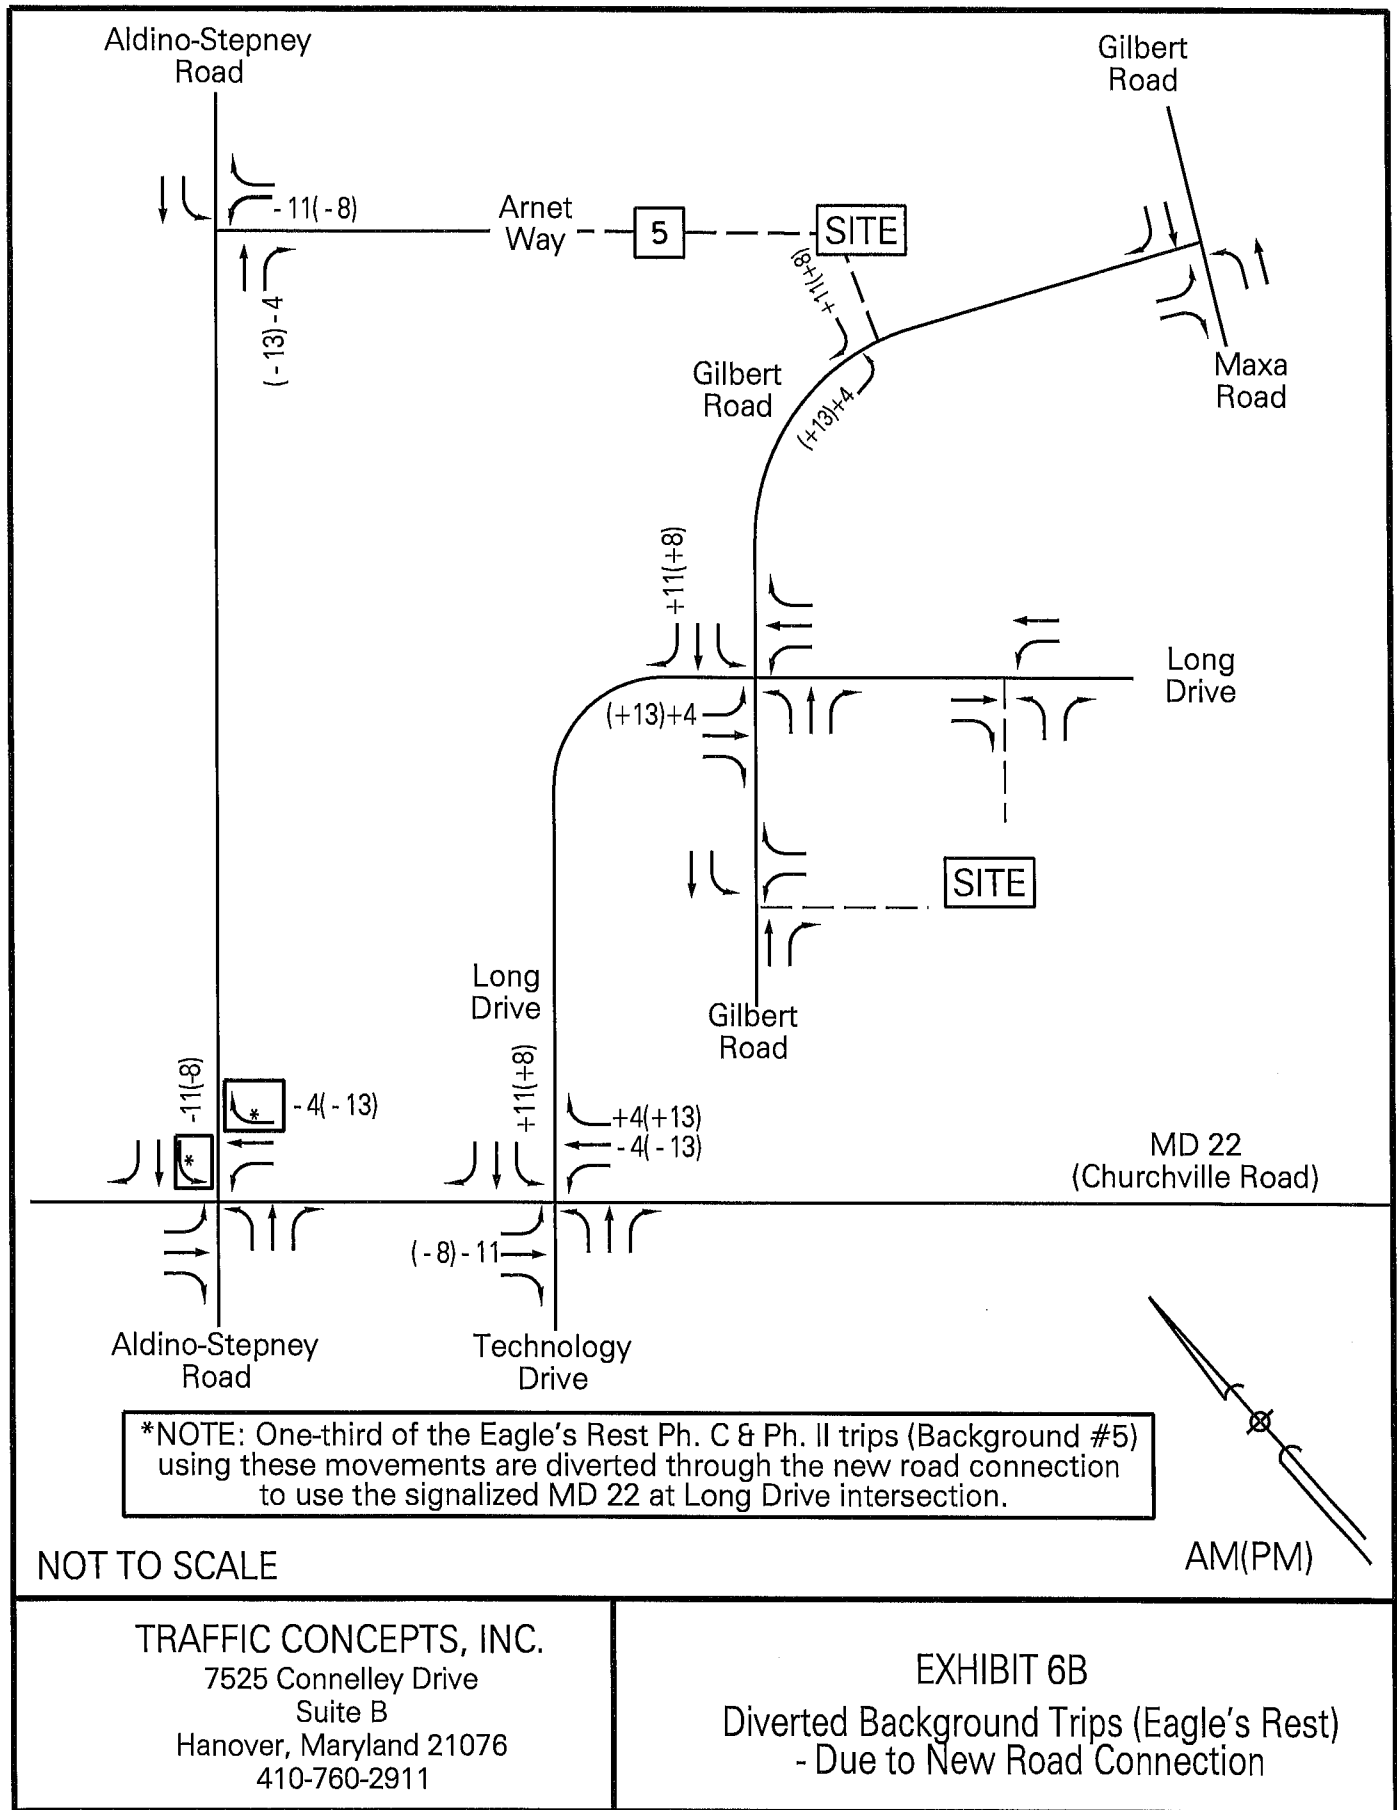 Aldino-Stepney
Road
Gilbert
Road
-11(-8)
Arnet
Way
5
SITE
(-13)-4
+11(+8)
Gilbert
Road
(+13)+4
Maxa
Road
+11(+8)
Long
Drive
(+13)+4
SITE
Long
Drive
Gilbert
Road
-11(-8)
*
-4(-13)
*
+11(+8)
+4(+13)
-4(-13)
MD 22
(Churchville Road)
(-8)-11
Aldino-Stepney
Road
Technology
Drive
*NOTE: One-third of the Eagle's Rest Ph. C & Ph. II trips (Background #5)
using these movements are diverted through the new road connection
to use the signalized MD 22 at Long Drive intersection.
NOT TO SCALE
AM(PM)
TRAFFIC CONCEPTS, INC.
7525 Connelley Drive
Suite B
Hanover, Maryland 21076
410-760-2911
EXHIBIT 6B
Diverted Background Trips (Eagle's Rest)
- Due to New Road Connection